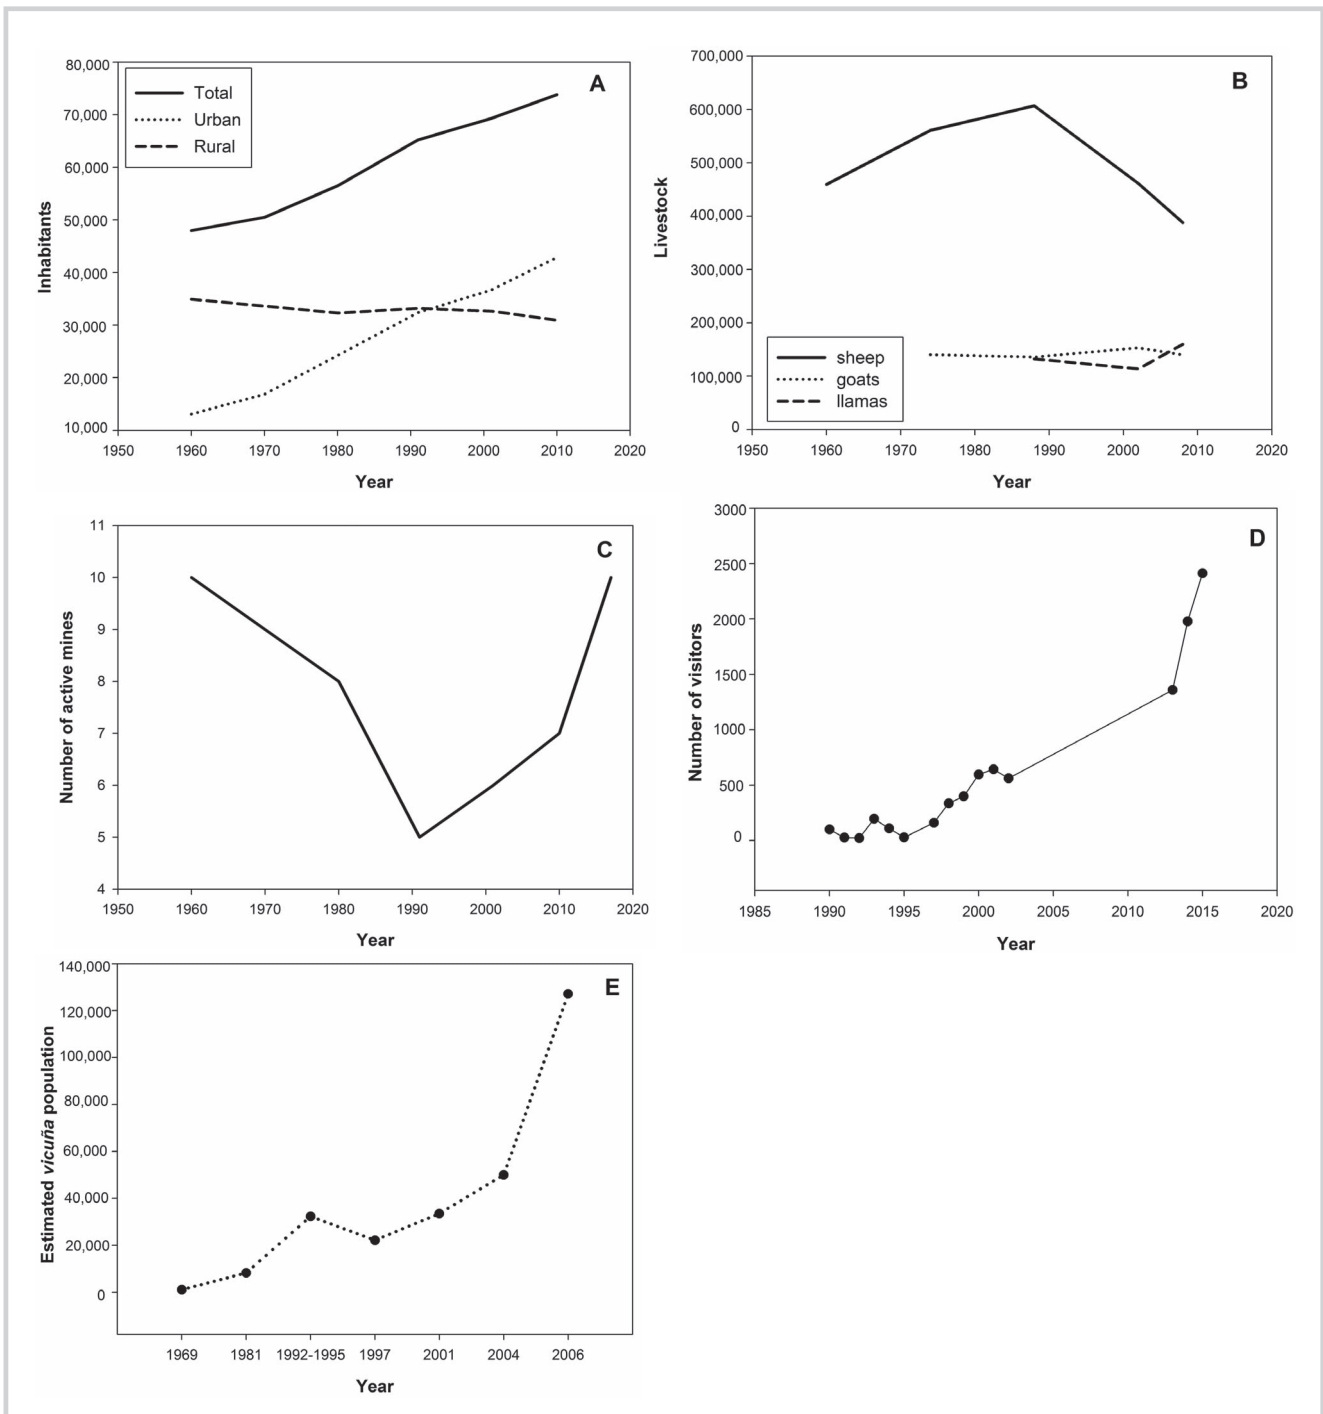 A
80,000
70,000
60,000
50,000
40,000
30,000
20,000
10,000
Total
Urban
Rural
Inhabitants
1950 1960 1970 1980 1990 2000 2010 2020
Year
B
700,000
600,000
500,000
400,000
300,000
200,000
100,000
0
sheep
goats
llamas
Livestock
1950 1960 1970 1980 1990 2000 2010 2020
Year
C
11
10
9
8
7
6
5
4
Number of active mines
1950 1960 1970 1980 1990 2000 2010 2020
Year
D
3000
2500
2000
1500
1000
500
0
Number of visitors
1985 1990 1995 2000 2005 2010 2015 2020
Year
E
140,000
120,000
100,000
80,000
60,000
40,000
20,000
0
Estimated vicuña population
1969 1981 1992-1995 1997 2001 2004 2006
Year